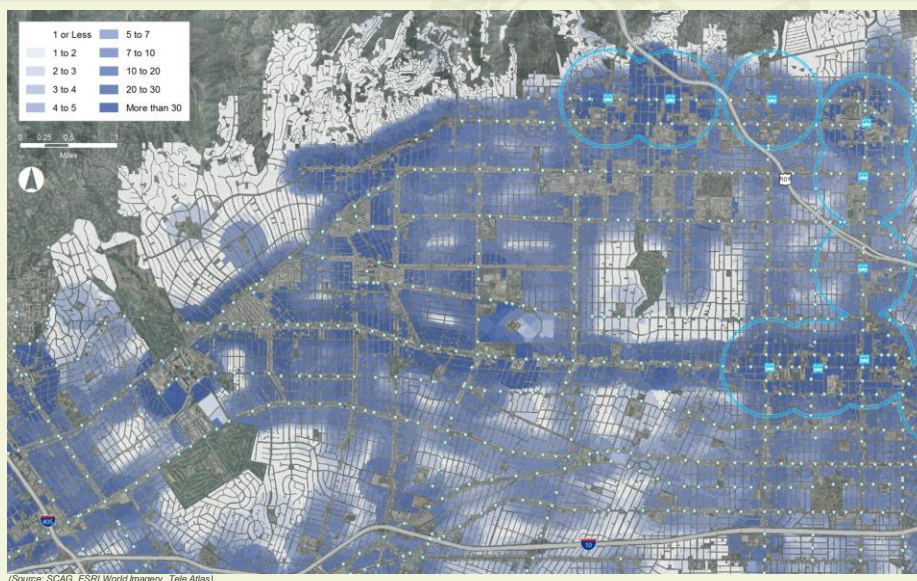 1 or Less
1 to 2
2 to 3
3 to 4
4 to 5
5 to 7
7 to 10
10 to 20
20 to 30
More than 30
0 0.25 0.5 1
Miles
101
405
10
(Source: SCAG, ESRI World Imagery, Tele Atlas)